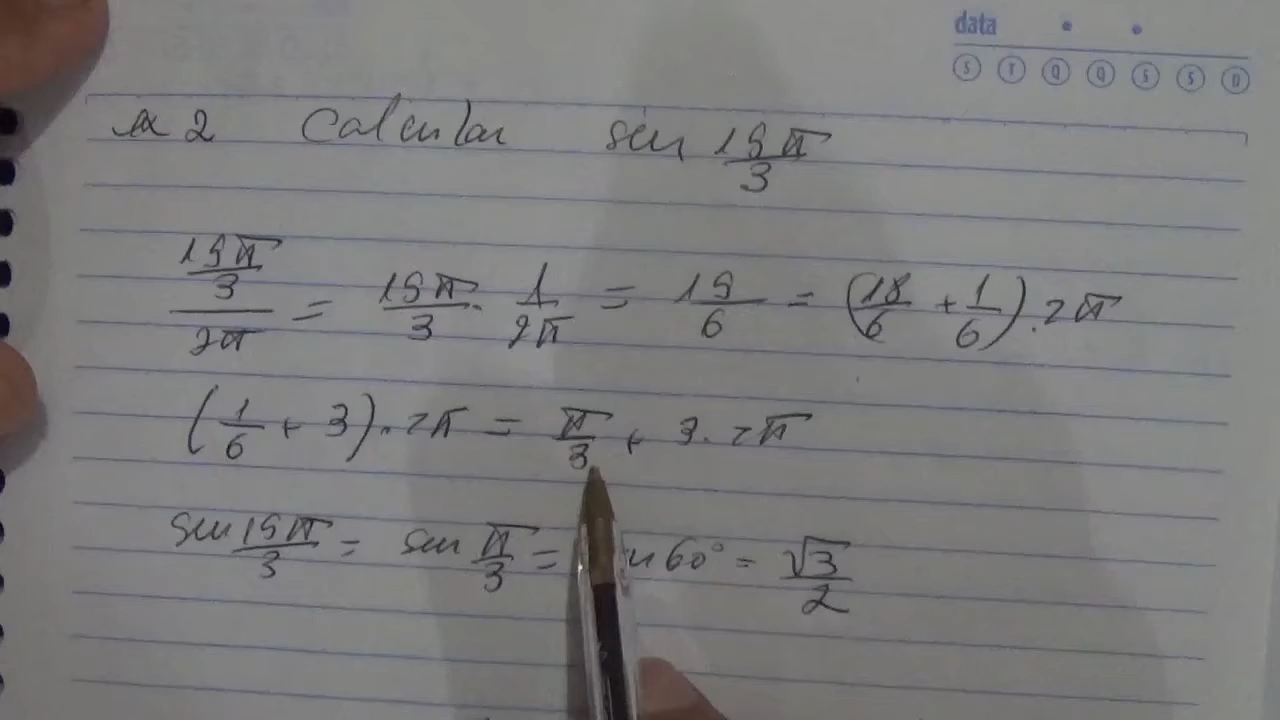 data
S T Q Q S S D
ex 2 Calcular sen 19π/3
(19π/3)/(2π) = 19π/3 · 1/2π = 19/6 = (18/6 + 1/6) · 2π
(1/6 + 3) · 2π = π/3 + 3 · 2π
sen 19π/3 = sen π/3 = 60° = √3/2